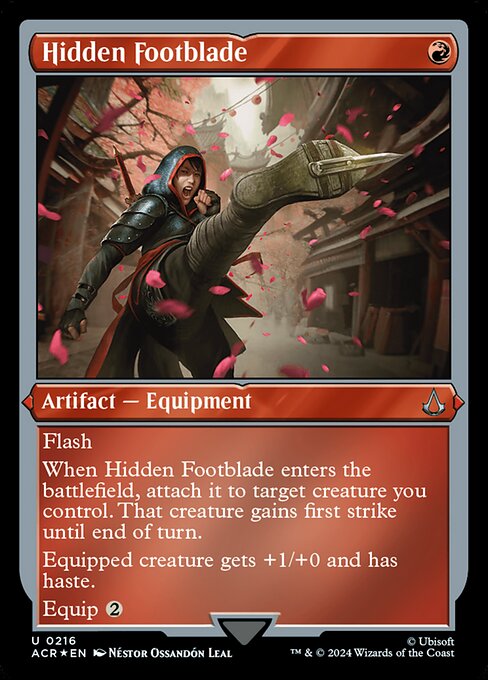 Hidden Footblade
Artifact — Equipment
Flash
When Hidden Footblade enters the
battlefield, attach it to target creature you
control. That creature gains first strike
until end of turn.
Equipped creature gets +1/+0 and has
haste.
Equip 2
U 0216
ACR★EN Néstor Ossandón Leal
© Ubisoft
™ & © 2024 Wizards of the Coast